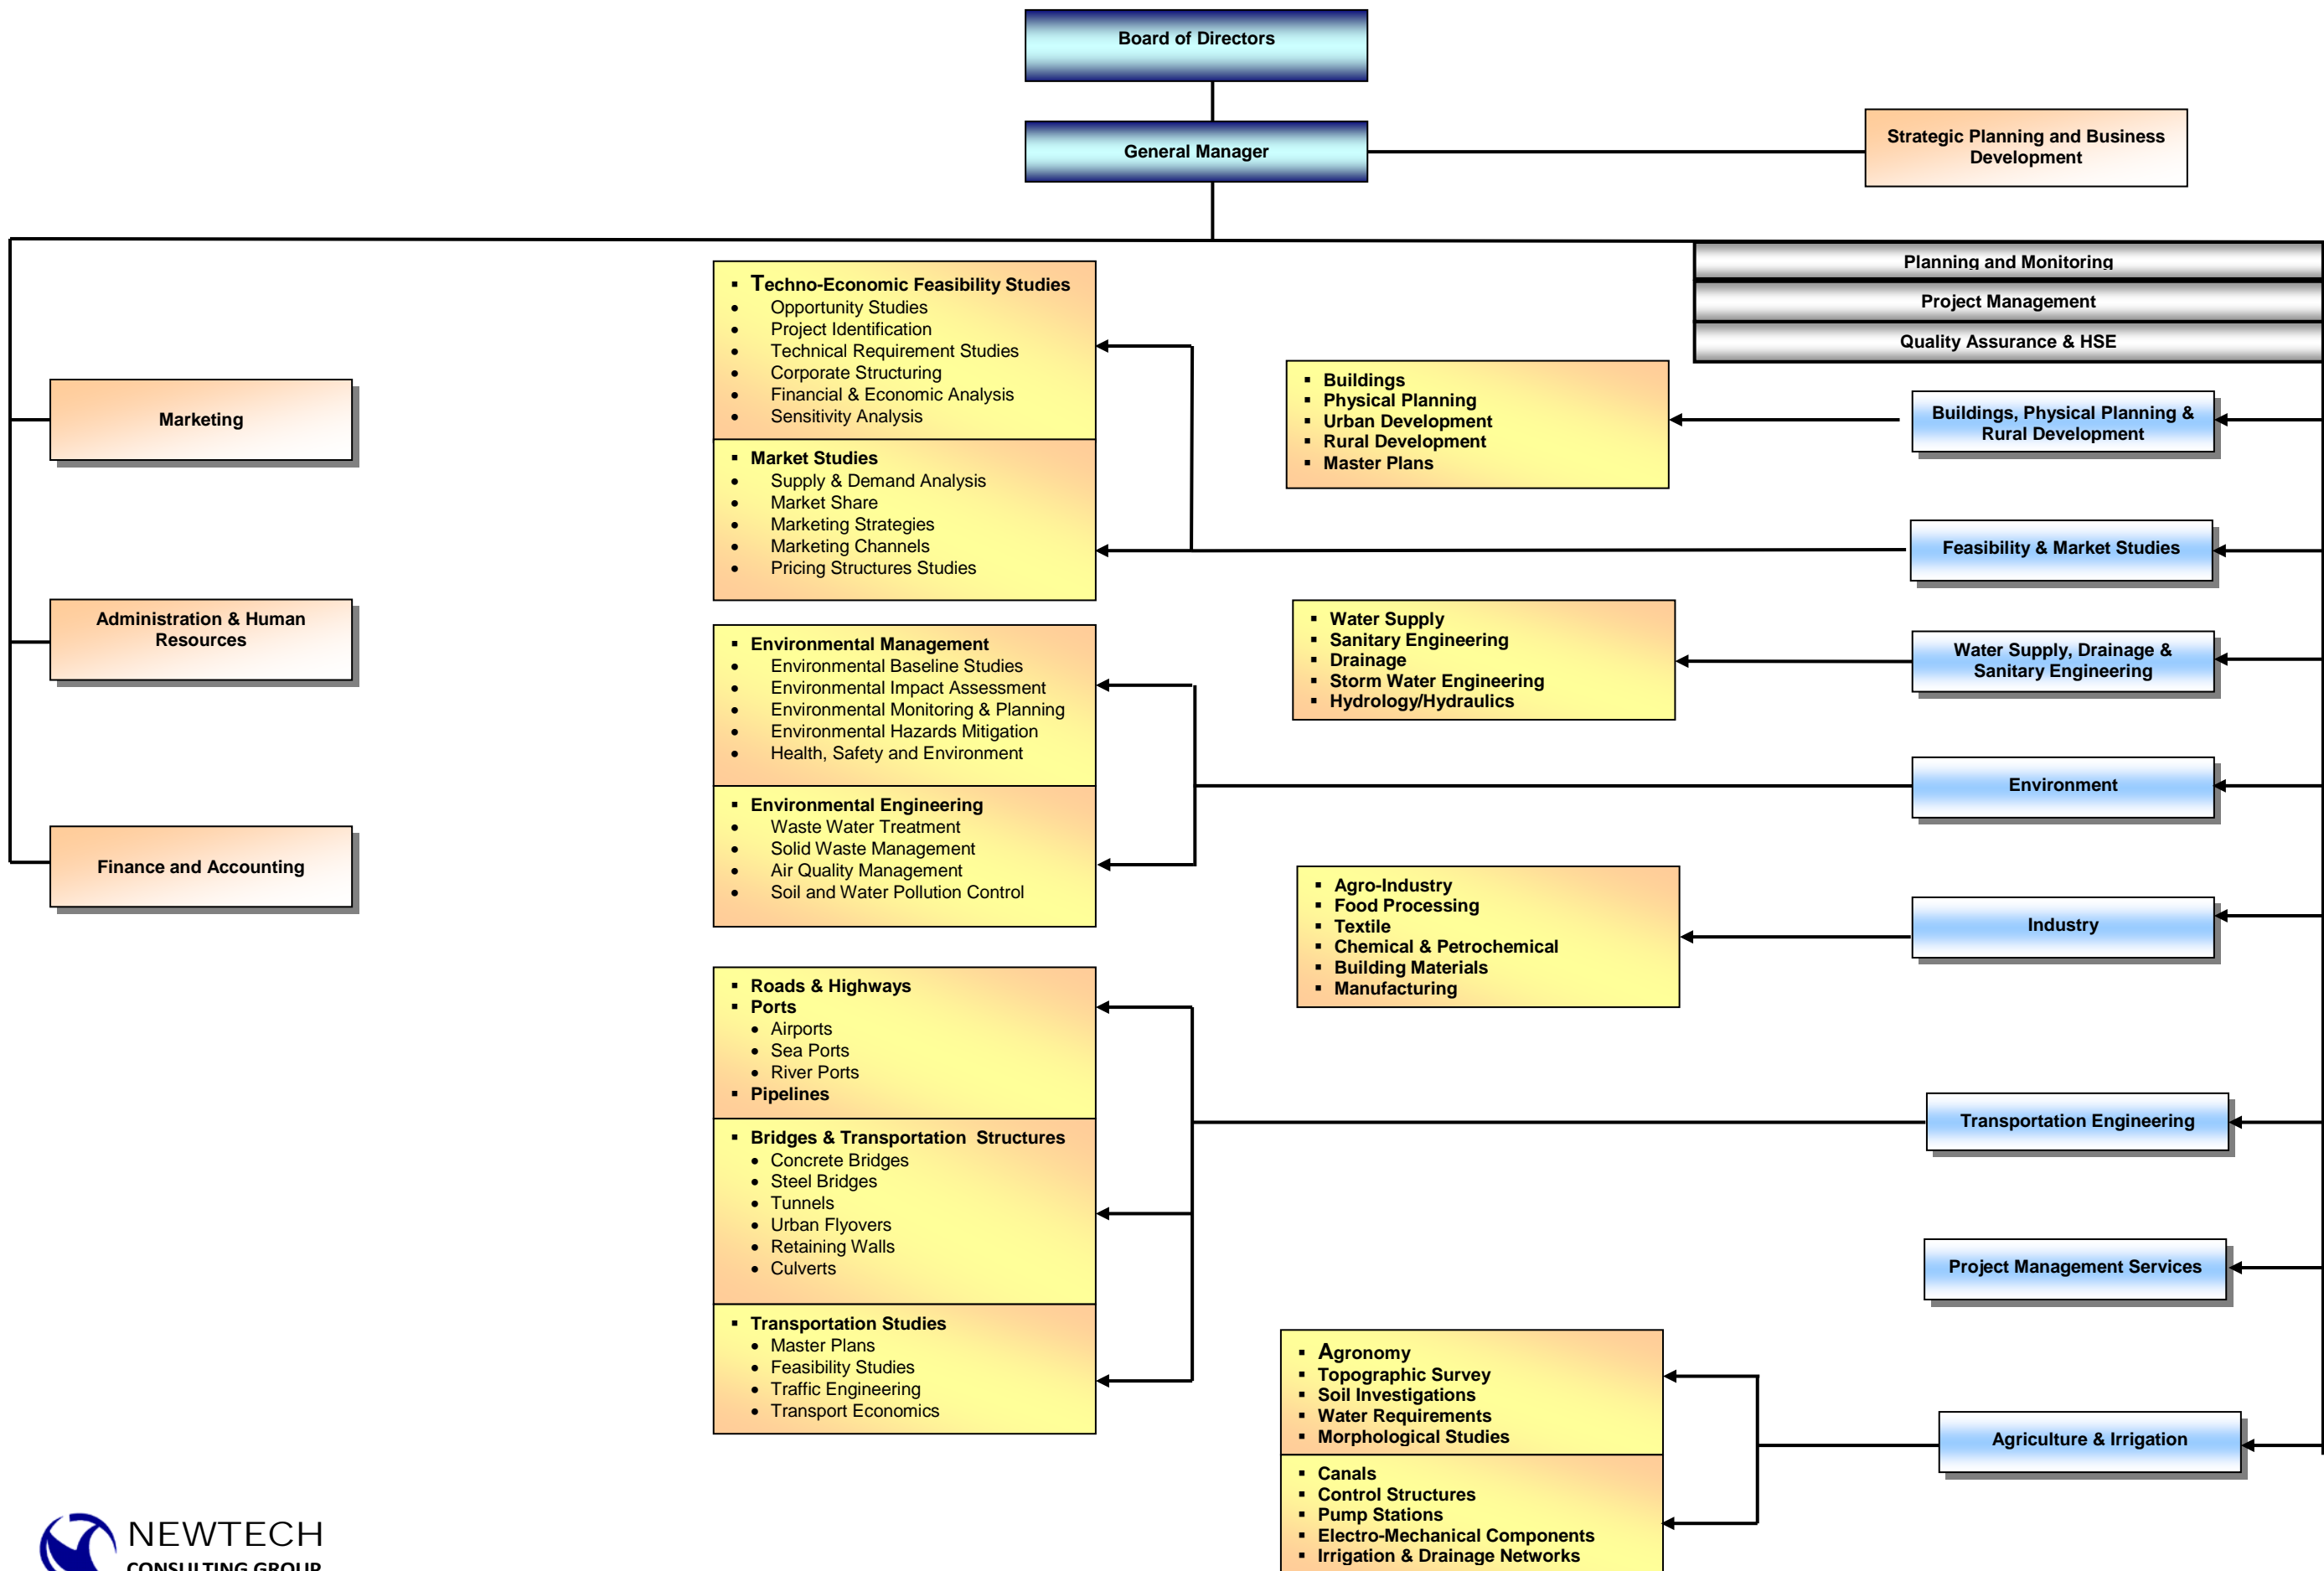 Board of Directors
General Manager
Strategic Planning and Business
Development
Planning and Monitoring
Project Management
Quality Assurance & HSE
Marketing
Administration & Human
Resources
Finance and Accounting
▪ Techno-Economic Feasibility Studies
• Opportunity Studies
• Project Identification
• Technical Requirement Studies
• Corporate Structuring
• Financial & Economic Analysis
• Sensitivity Analysis
▪ Market Studies
• Supply & Demand Analysis
• Market Share
• Marketing Strategies
• Marketing Channels
• Pricing Structures Studies
▪ Environmental Management
• Environmental Baseline Studies
• Environmental Impact Assessment
• Environmental Monitoring & Planning
• Environmental Hazards Mitigation
• Health, Safety and Environment
▪ Environmental Engineering
• Waste Water Treatment
• Solid Waste Management
• Air Quality Management
• Soil and Water Pollution Control
▪ Roads & Highways
▪ Ports
• Airports
• Sea Ports
• River Ports
▪ Pipelines
▪ Bridges & Transportation Structures
• Concrete Bridges
• Steel Bridges
• Tunnels
• Urban Flyovers
• Retaining Walls
• Culverts
▪ Transportation Studies
• Master Plans
• Feasibility Studies
• Traffic Engineering
• Transport Economics
▪ Buildings
▪ Physical Planning
▪ Urban Development
▪ Rural Development
▪ Master Plans
▪ Water Supply
▪ Sanitary Engineering
▪ Drainage
▪ Storm Water Engineering
▪ Hydrology/Hydraulics
▪ Agro-Industry
▪ Food Processing
▪ Textile
▪ Chemical & Petrochemical
▪ Building Materials
▪ Manufacturing
▪ Agronomy
▪ Topographic Survey
▪ Soil Investigations
▪ Water Requirements
▪ Morphological Studies
▪ Canals
▪ Control Structures
▪ Pump Stations
▪ Electro-Mechanical Components
▪ Irrigation & Drainage Networks
Buildings, Physical Planning &
Rural Development
Feasibility & Market Studies
Water Supply, Drainage &
Sanitary Engineering
Environment
Industry
Transportation Engineering
Project Management Services
Agriculture & Irrigation
NEWTECH
CONSULTING GROUP